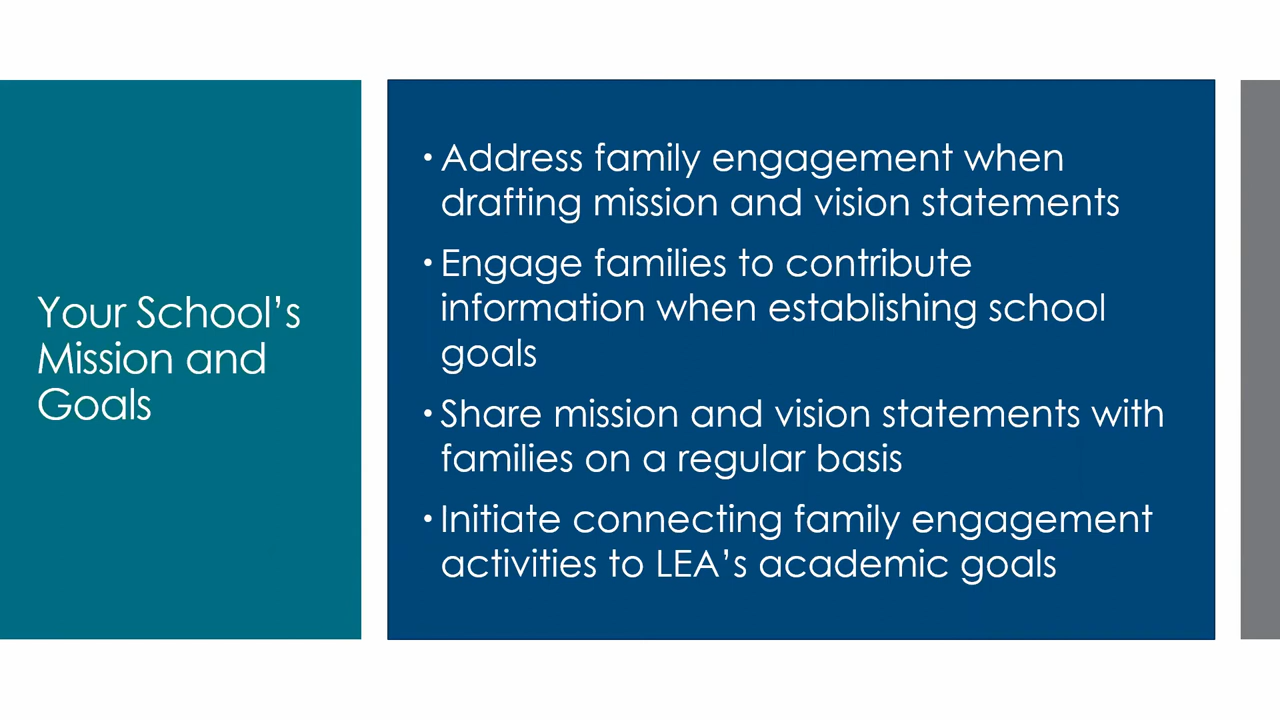 Your School’s
Mission and
Goals
• Address family engagement when
drafting mission and vision statements
• Engage families to contribute
information when establishing school
goals
• Share mission and vision statements with
families on a regular basis
• Initiate connecting family engagement
activities to LEA’s academic goals